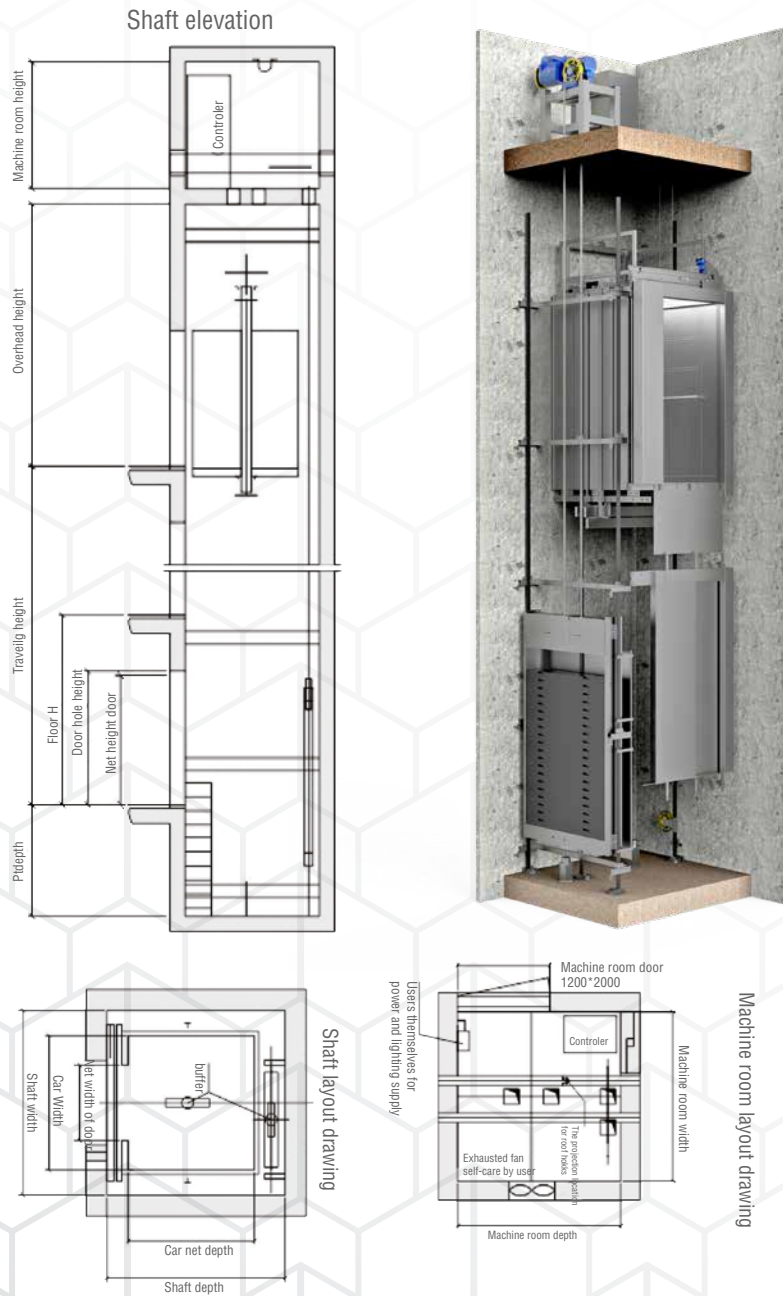 Shaft elevation
Machine room height
Controler
Overhead height
Travellg height
Floor H
Door hole height
Net height door
Ptdepth
Machine room door
1200*2000
Users themselves for
power and lighting supply
Controler
Machine room width
Machine room layout drawing
The projection location
for roof hokks
Exhausted fan
self-care by user
Machine room depth
Shaft layout drawing
buffer
Net width of door
Car Width
Shaft width
Car net depth
Shaft depth